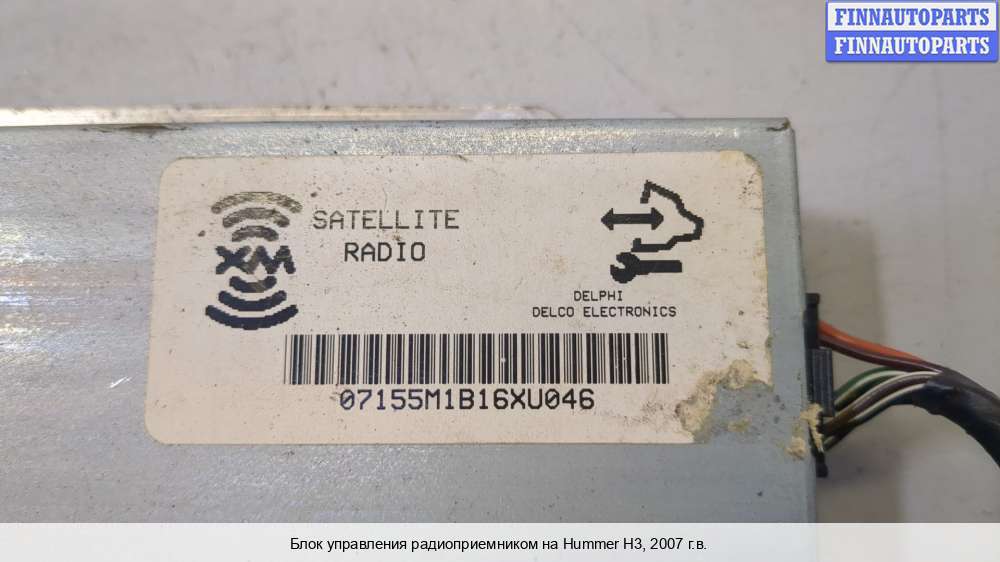 FINNAUTOPARTS
FINNAUTOPARTS
XM
SATELLITE
RADIO
DELPHI
DELCO ELECTRONICS
07155M1B16XU046
Блок управления радиоприемником на Hummer H3, 2007 г.в.